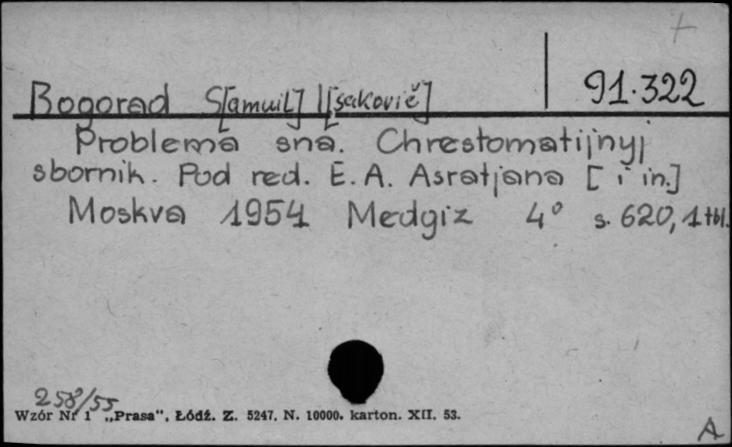 Bogorad S[amuil] I[sakovič] 91.322
Problema sna. Chrestomatijnyj
sbornik. Pod red. E. A. Asratjana [i in.]
Moskva 1954 Medgiz 4° s. 620, 1 tbl.
258/55
Wzór Nr 1 „Prasa", Łódź. Z. 5247. N. 10000. karton. XII. 53.
A